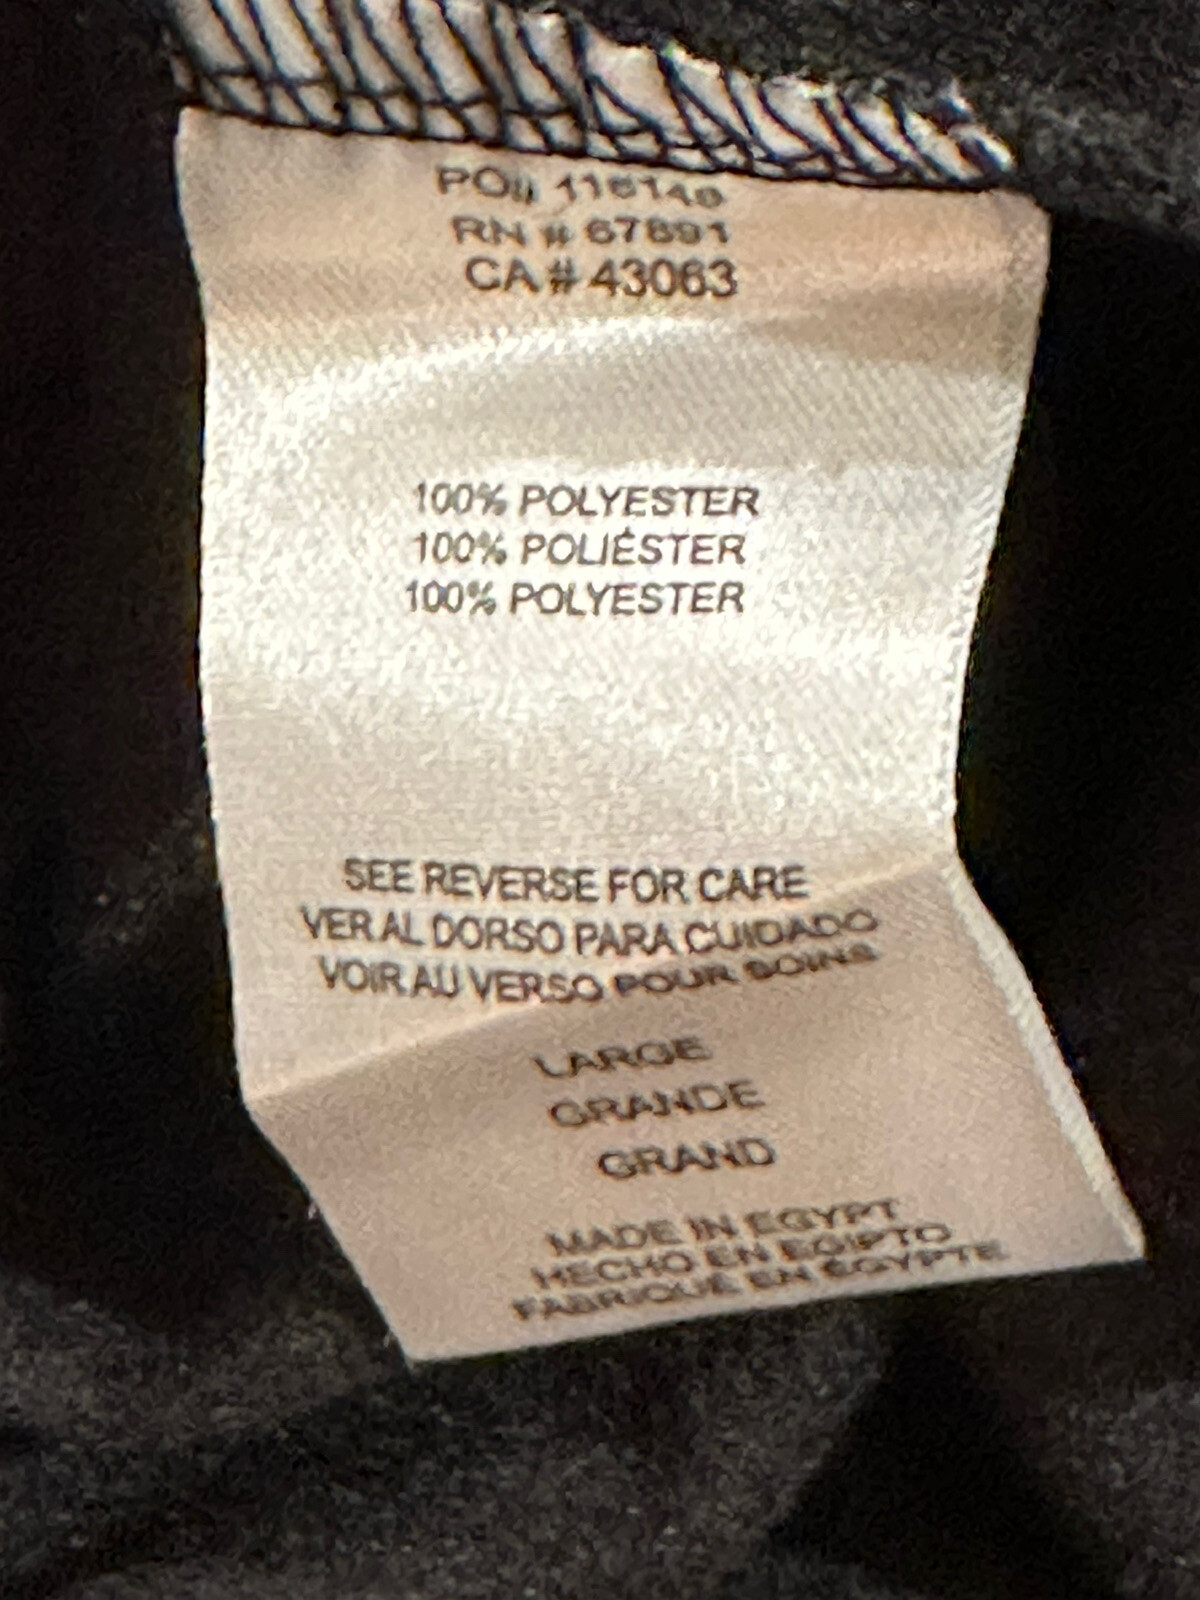 PO# 116149
RN # 67891
CA # 43063
100% POLYESTER
100% POLIÉSTER
100% POLYESTER
SEE REVERSE FOR CARE
VER AL DORSO PARA CUIDADO
VOIR AU VERSO POUR SOINS
LARGE
GRANDE
GRAND
MADE IN EGYPT
HECHO EN EGIPTO
FABRIQUÉ EN ÉGYPTE